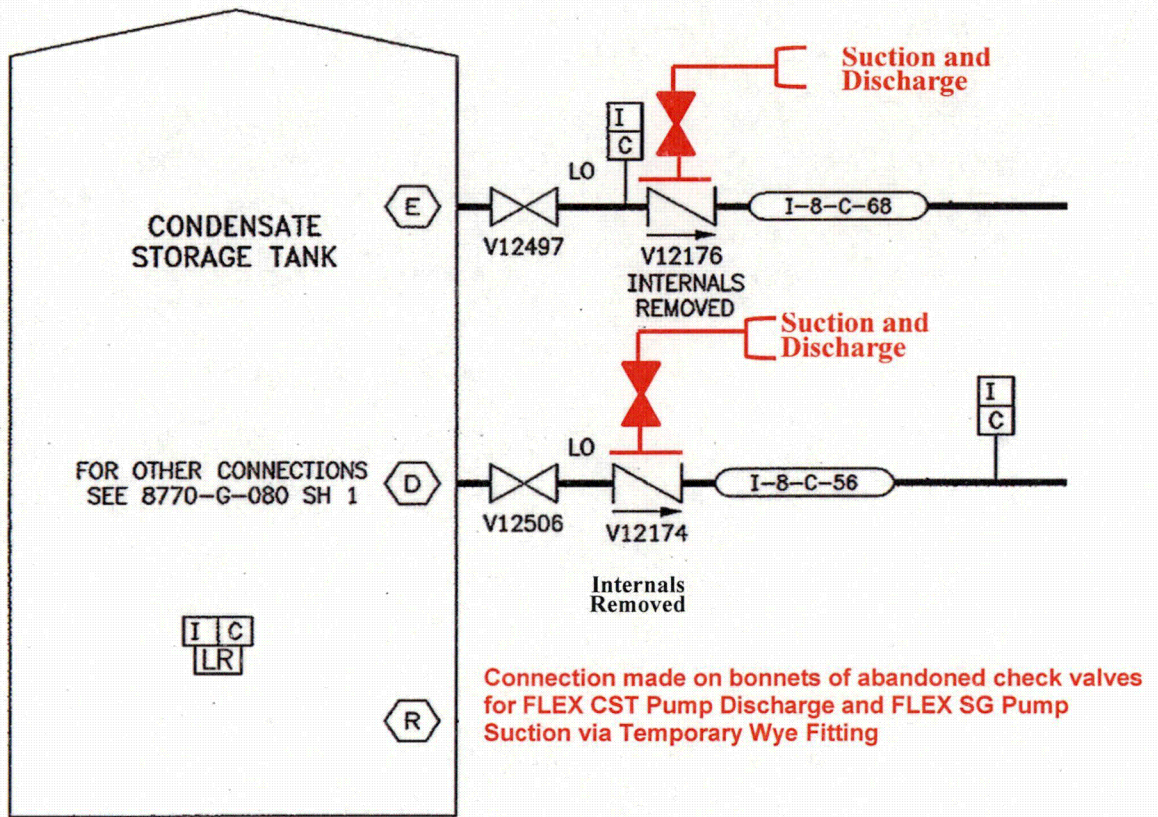 Suction and
Discharge
I
C
LO
E
CONDENSATE
STORAGE TANK
I-8-C-68
V12497
V12176
INTERNALS
REMOVED
Suction and
Discharge
I
C
LO
FOR OTHER CONNECTIONS
SEE 8770-G-080 SH 1
D
I-8-C-56
V12506
V12174
Internals
Removed
I C
LR
R
Connection made on bonnets of abandoned check valves
for FLEX CST Pump Discharge and FLEX SG Pump
Suction via Temporary Wye Fitting